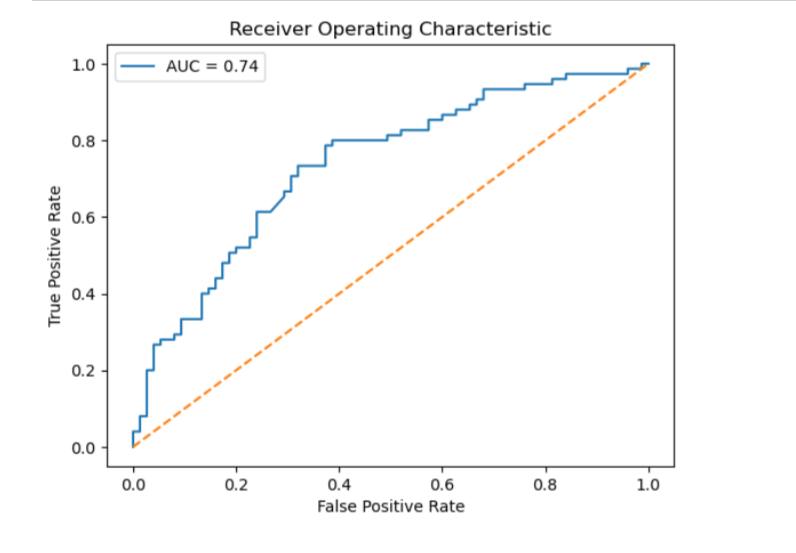 Receiver Operating Characteristic
AUC = 0.74
1.0
0.8
0.6
0.4
0.2
0.0
True Positive Rate
0.0 0.2 0.4 0.6 0.8 1.0
False Positive Rate